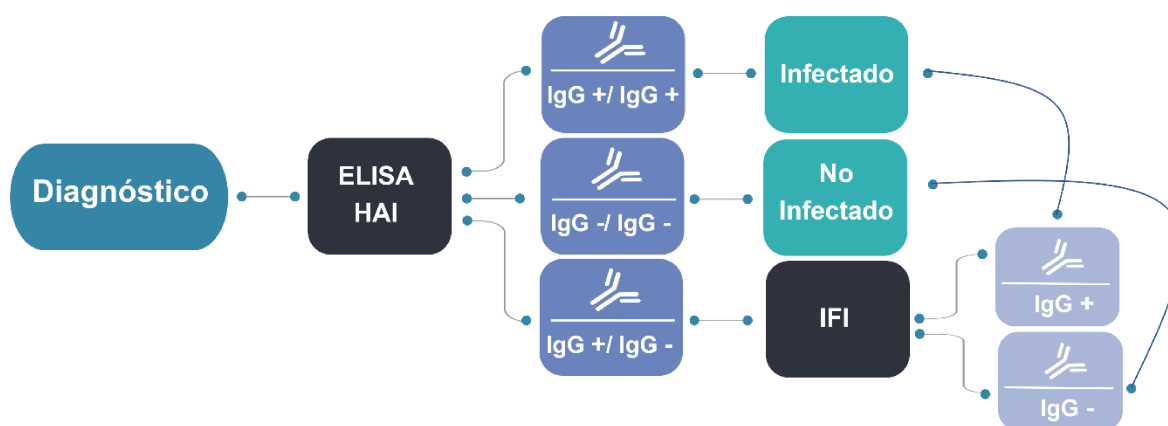 Diagnóstico
ELISA
HAI
IgG +/ IgG +
Infectado
IgG -/ IgG -
No
Infectado
IgG +/ IgG -
IFI
IgG +
IgG -